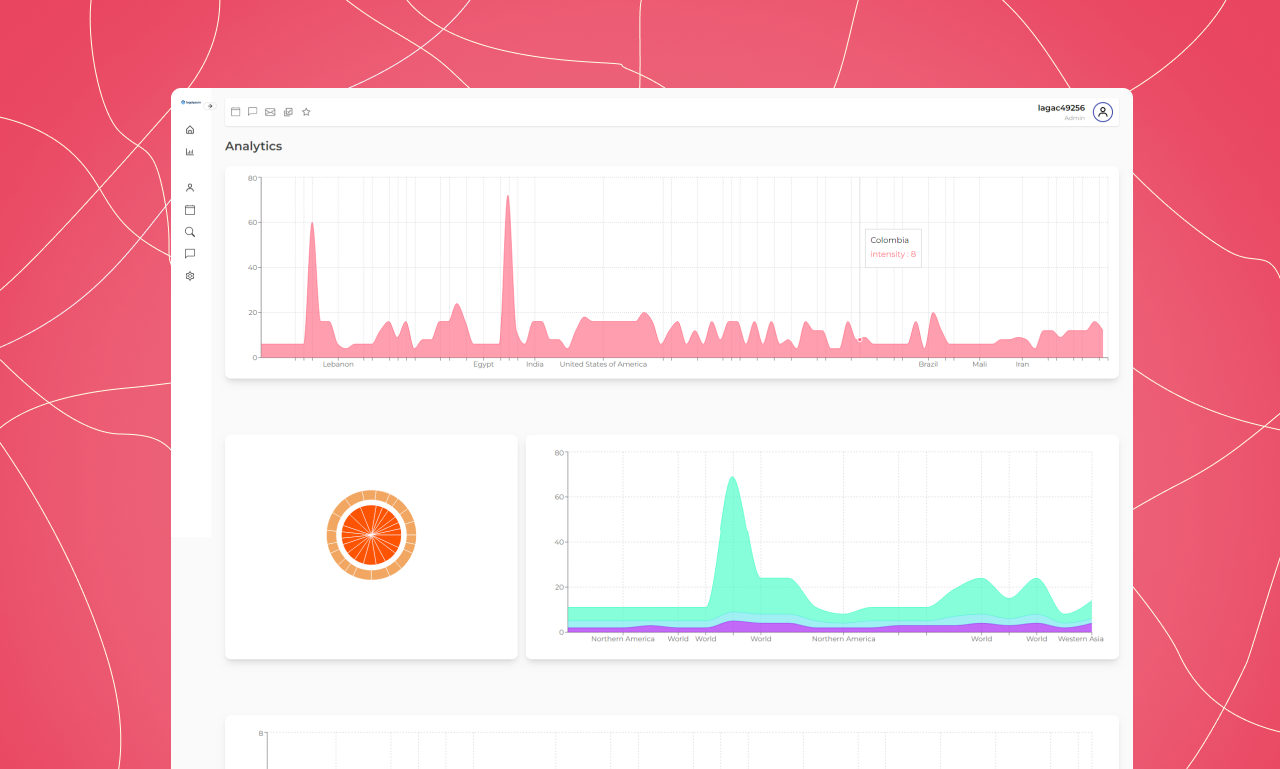 lagac49256
Admin
Analytics
80
60
40
20
0
Colombia
intensity : 8
Lebanon Egypt India United States of America Brazil Mali Iran
80
60
40
20
0
Northern America World World World Northern America World World Western Asia
8